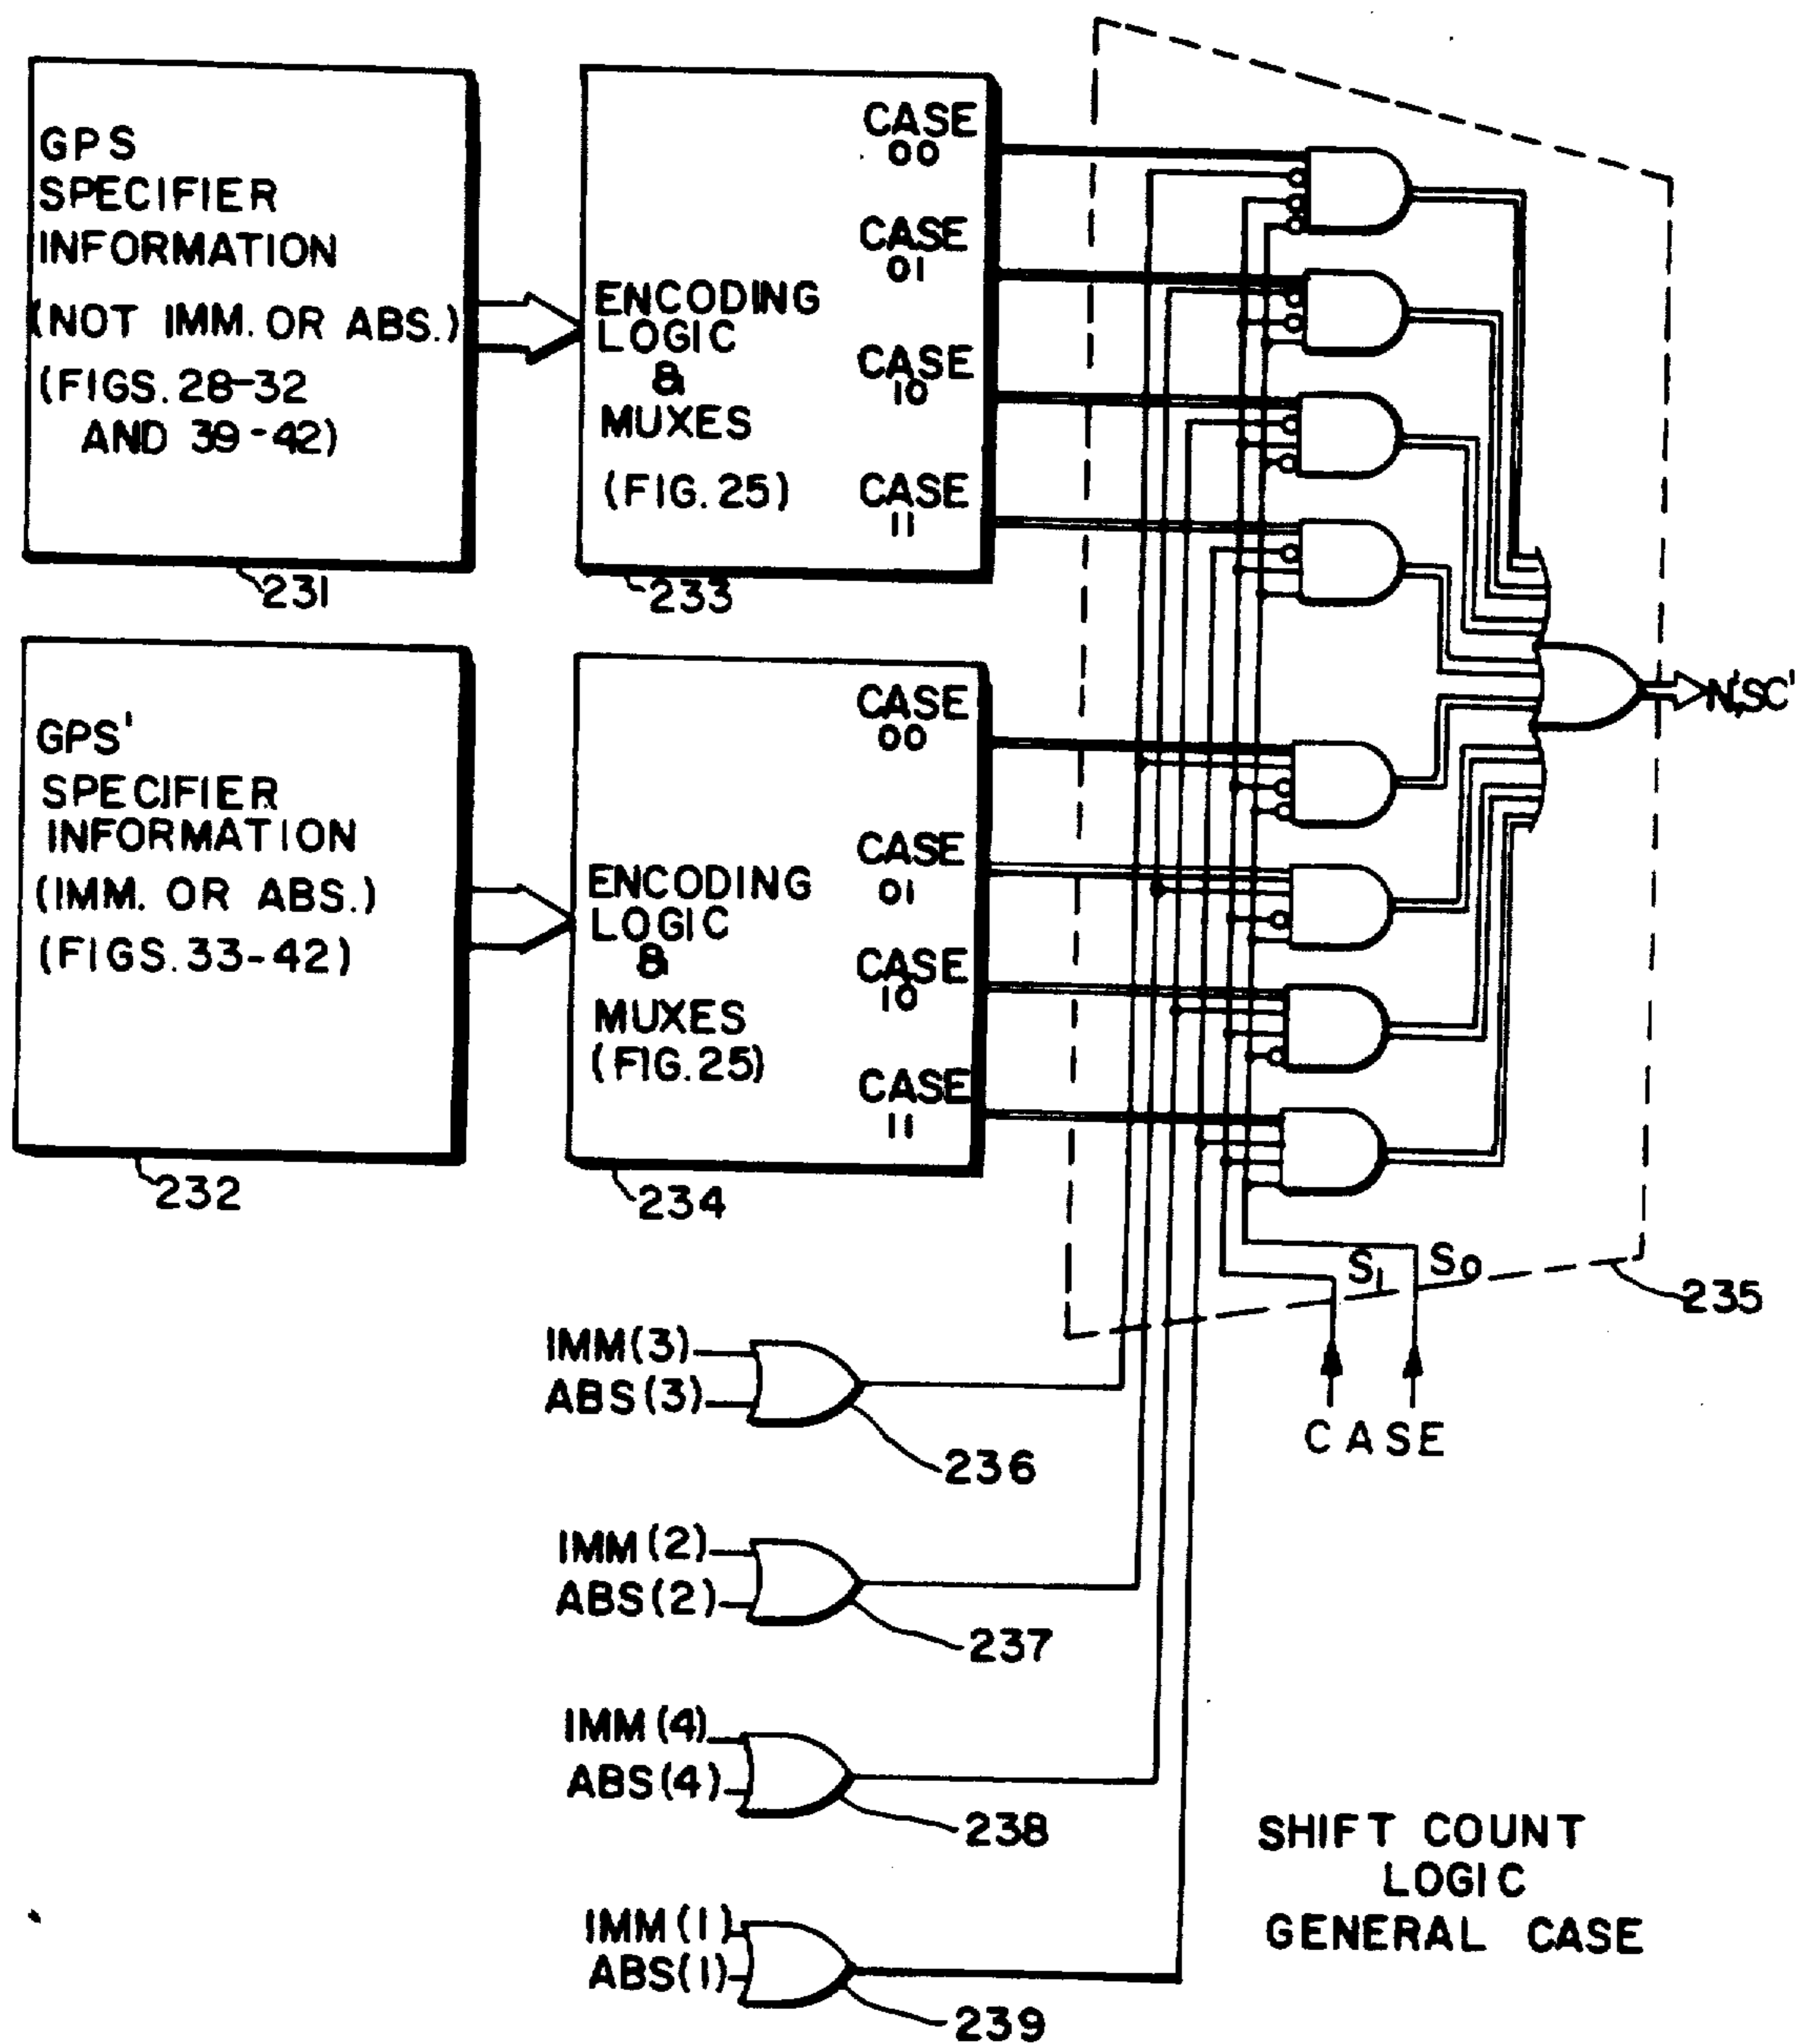 GPS
SPECIFIER
INFORMATION
(NOT IMM. OR ABS.)
(FIGS. 28-32
AND 39-42)
231
ENCODING
LOGIC
&
MUXES
(FIG. 25)
CASE
00
CASE
01
CASE
10
CASE
11
233
GPS'
SPECIFIER
INFORMATION
(IMM. OR ABS.)
(FIGS. 33-42)
232
ENCODING
LOGIC
&
MUXES
(FIG. 25)
CASE
00
CASE
01
CASE
10
CASE
11
234
S1 S0
235
CASE
IMM(3)
ABS(3)
236
IMM(2)
ABS(2)
237
IMM(4)
ABS(4)
238
IMM(1)
ABS(1)
239
SHIFT COUNT
LOGIC
GENERAL CASE